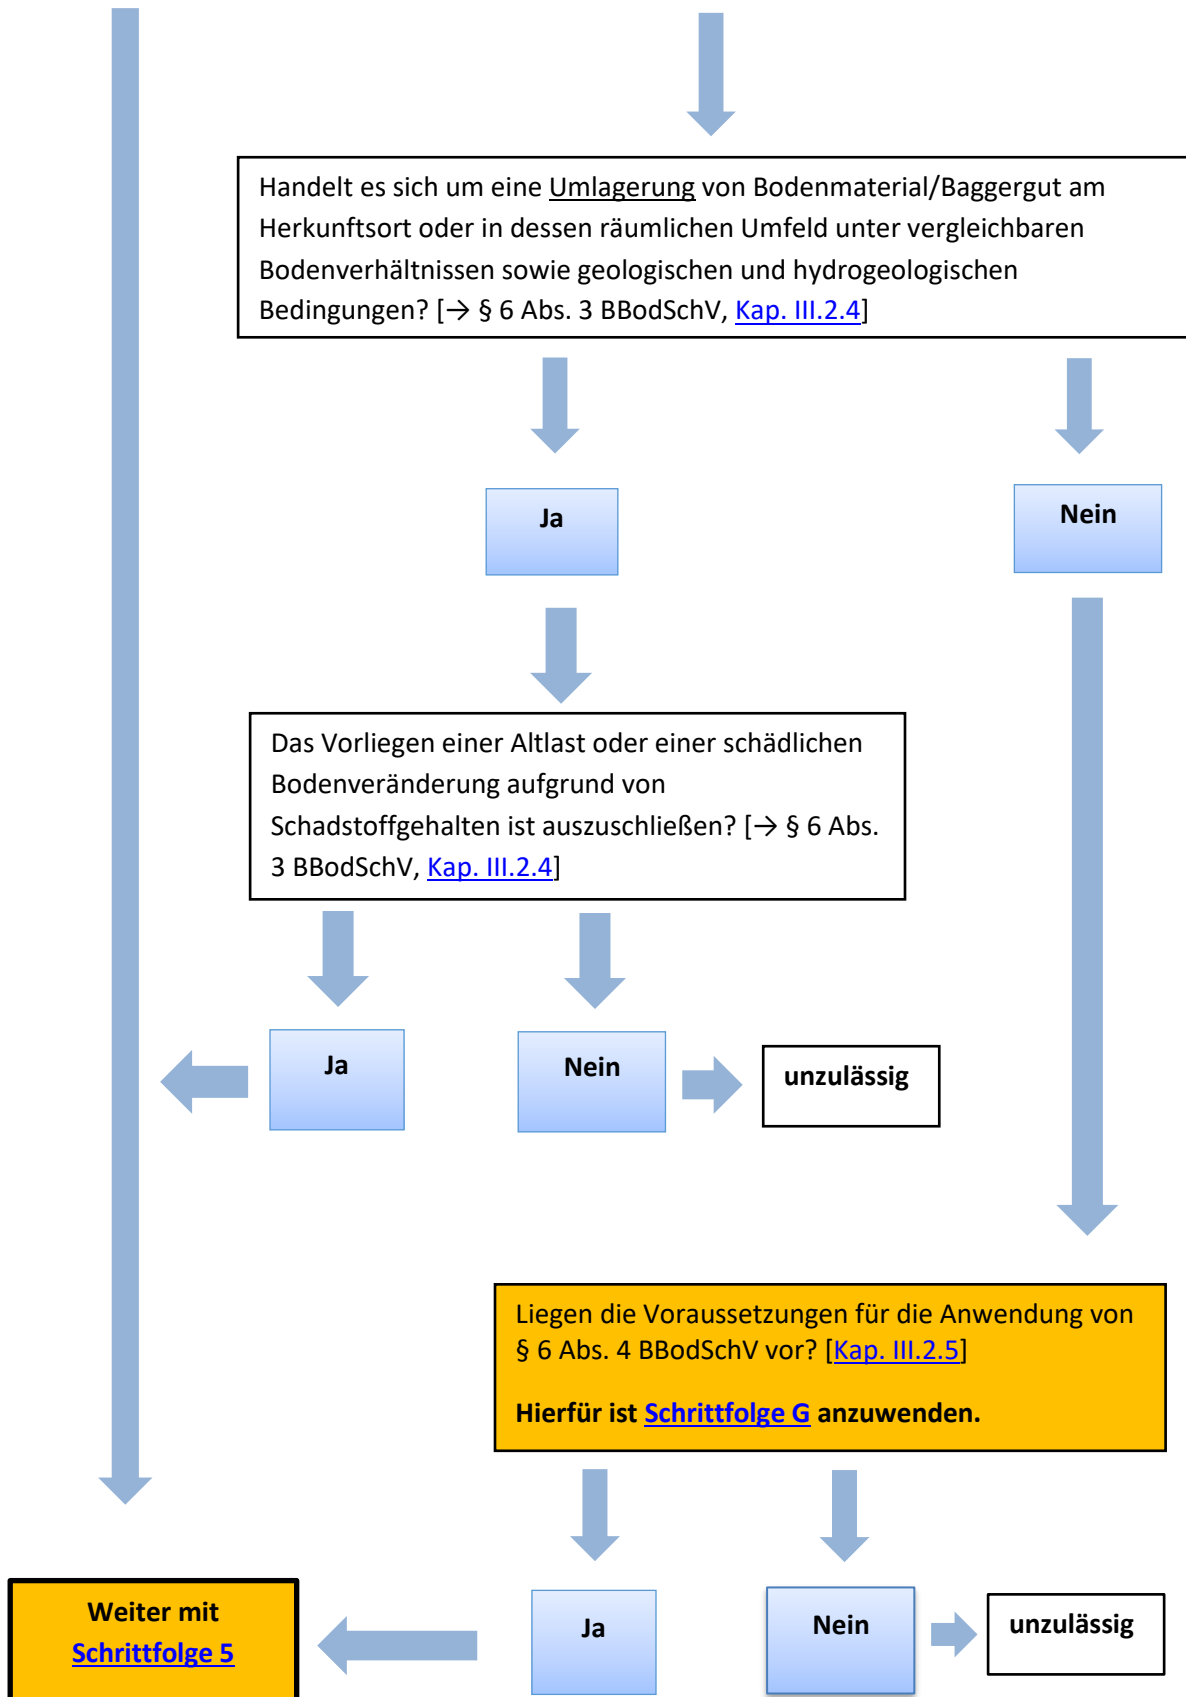 Handelt es sich um eine Umlagerung von Bodenmaterial/Baggergut am
Herkunftsort oder in dessen räumlichen Umfeld unter vergleichbaren
Bodenverhältnissen sowie geologischen und hydrogeologischen
Bedingungen? [→ § 6 Abs. 3 BBodSchV, Kap. III.2.4]
Ja
Nein
Das Vorliegen einer Altlast oder einer schädlichen
Bodenveränderung aufgrund von
Schadstoffgehalten ist auszuschließen? [→ § 6 Abs.
3 BBodSchV, Kap. III.2.4]
Ja
Nein
unzulässig
Liegen die Voraussetzungen für die Anwendung von
§ 6 Abs. 4 BBodSchV vor? [Kap. III.2.5]
Hierfür ist Schrittfolge G anzuwenden.
Weiter mit
Schrittfolge 5
Ja
Nein
unzulässig